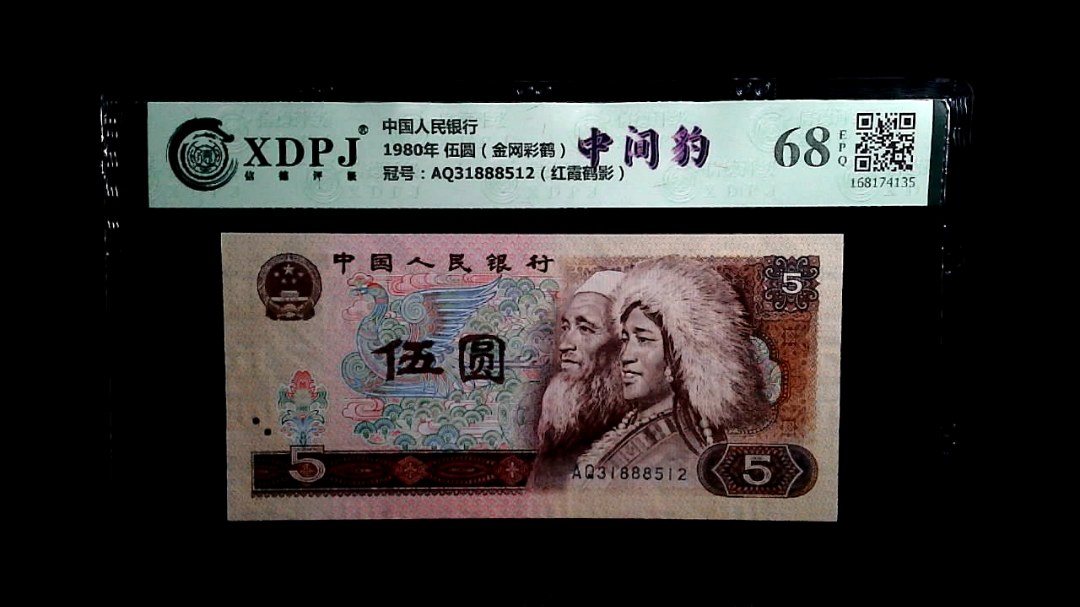 XDPJ®
信德评级
中国人民银行
1980年 伍圆（金网彩鹤）
冠号：AQ31888512（红霞鹤影）
中间豹
68
EPQ
168174135
中国人民银行
5
伍圆
5
AQ31888512
5